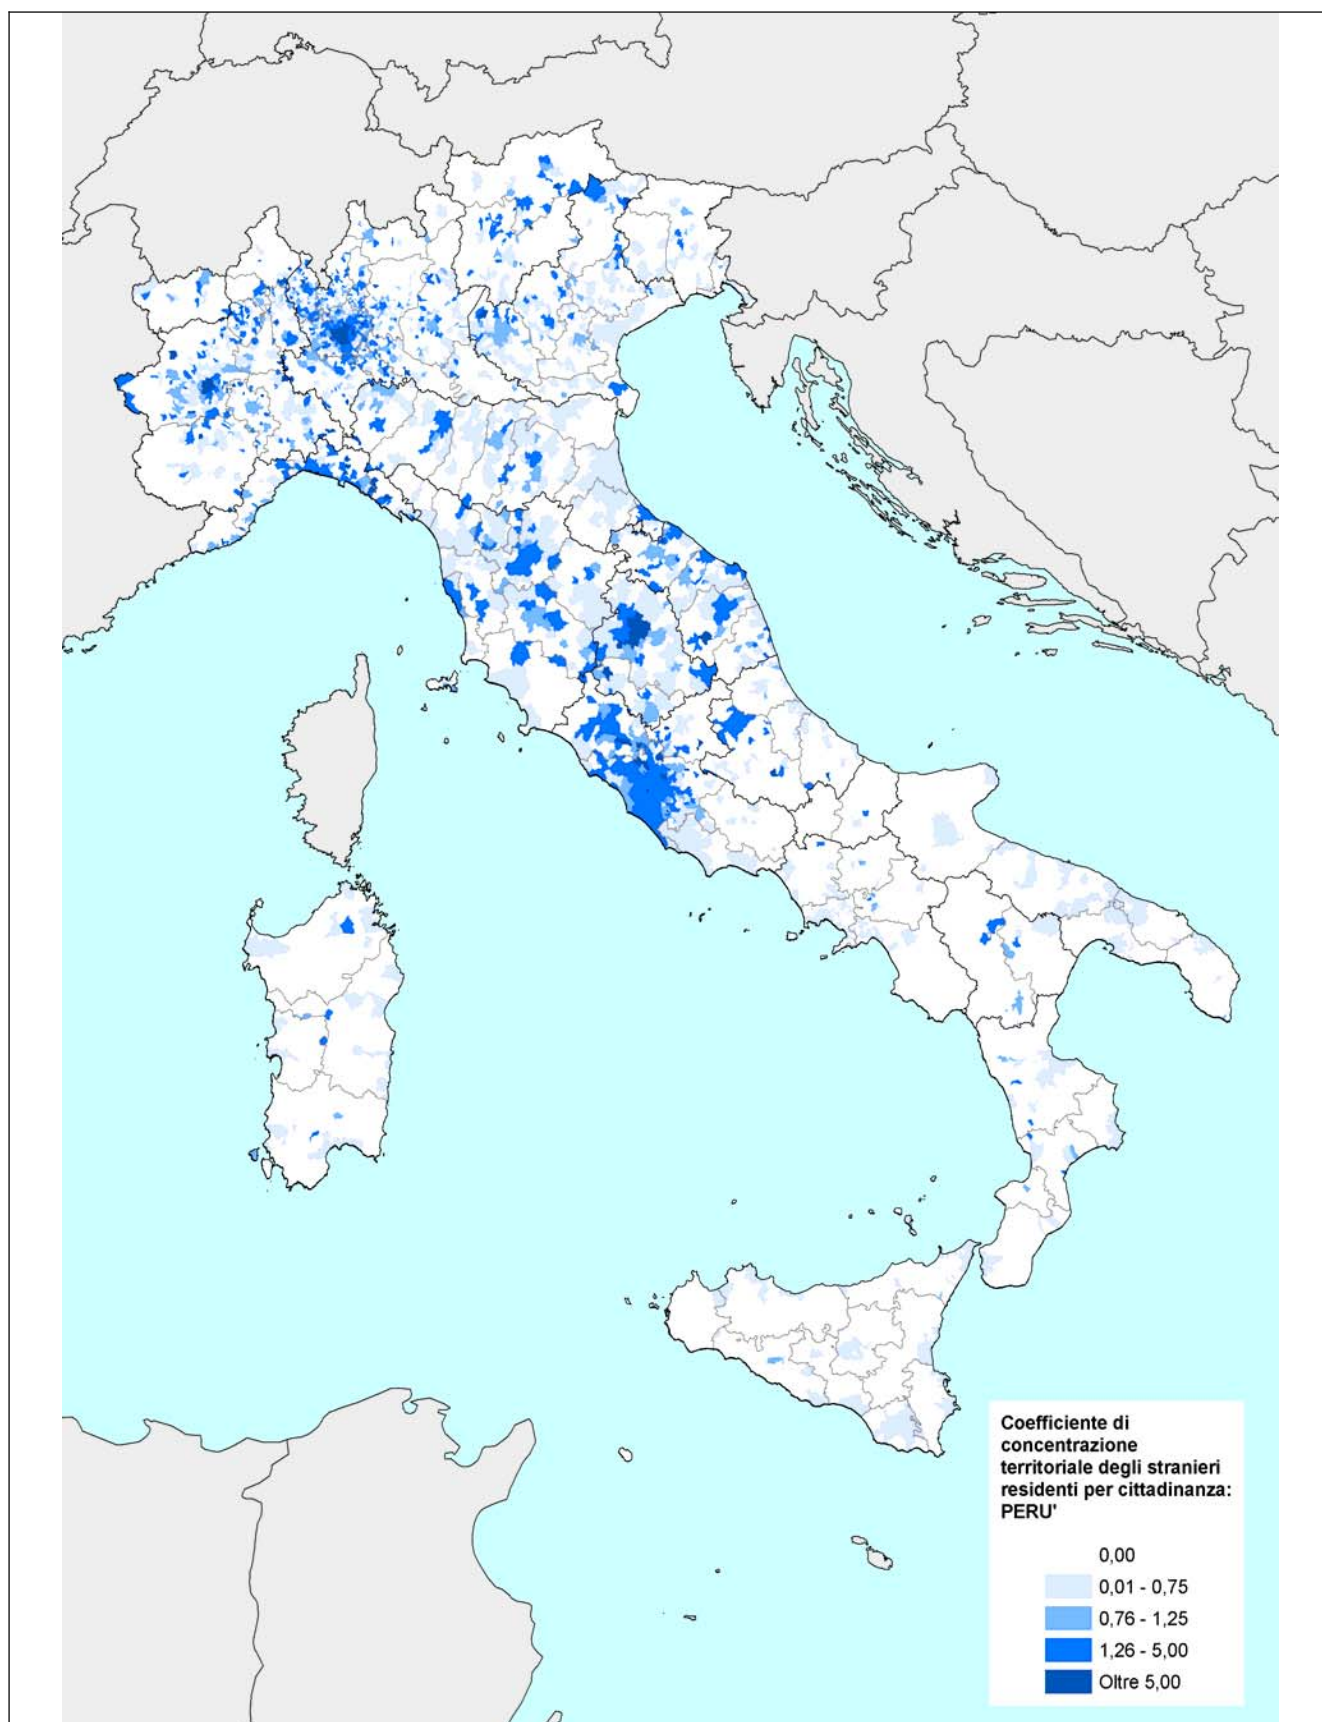 Coefficiente di
concentrazione
territoriale degli stranieri
residenti per cittadinanza:
PERU'
0,00
0,01 - 0,75
0,76 - 1,25
1,26 - 5,00
Oltre 5,00